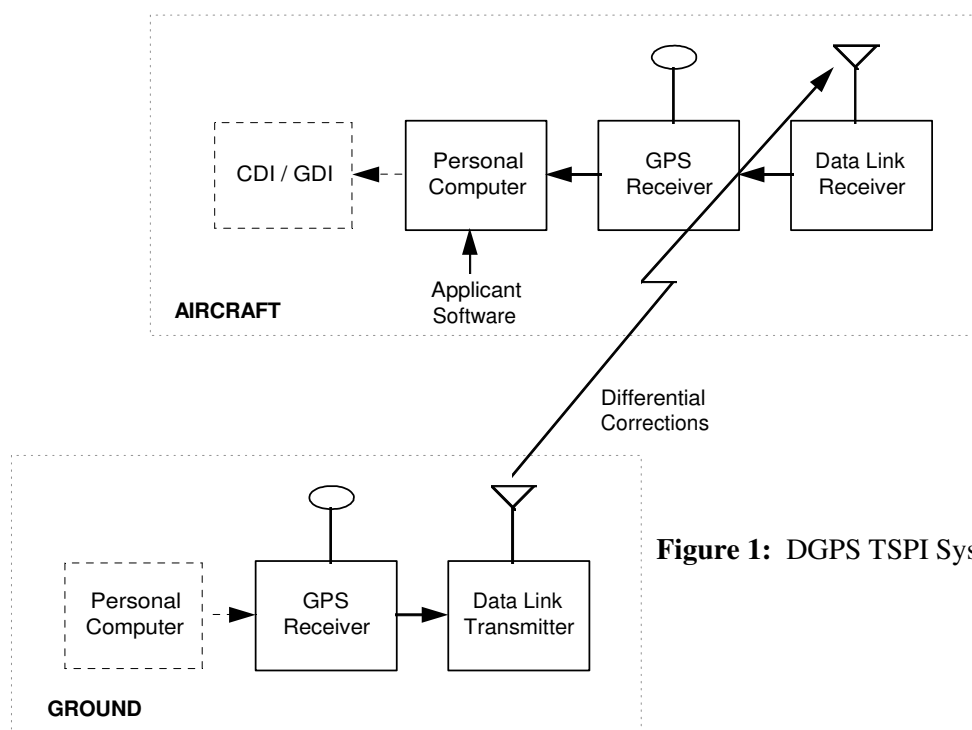 CDI / GDI
Personal
Computer
GPS
Receiver
Data Link
Receiver
Applicant
Software
AIRCRAFT
Differential
Corrections
Figure 1: DGPS TSPI Sys
Personal
Computer
GPS
Receiver
Data Link
Transmitter
GROUND